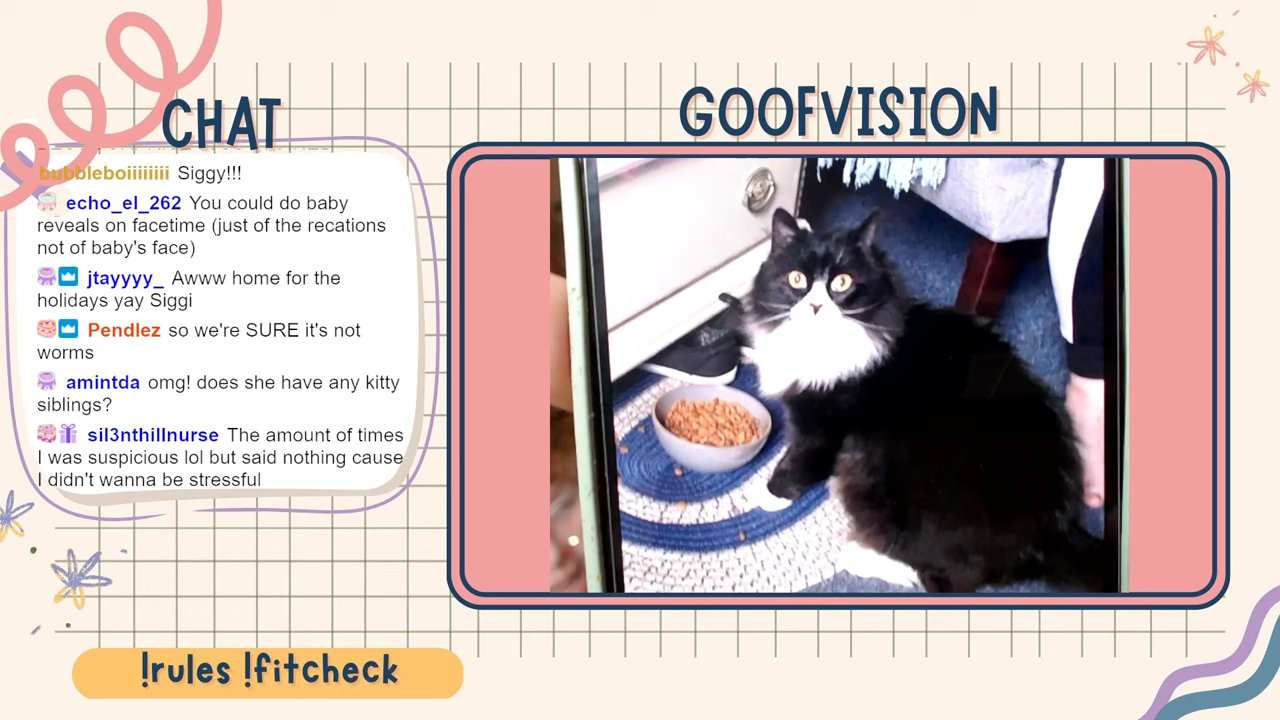 CHAT
GOOFVISION
bubbleboiiiiiiii Siggy!!!
echo_el_262 You could do baby
reveals on facetime (just of the recations
not of baby's face)
jtayyyy_ Awww home for the
holidays yay Siggi
Pendlez so we're SURE it's not
worms
amintda omg! does she have any kitty
siblings?
sil3nthillnurse The amount of times
I was suspicious lol but said nothing cause
I didn't wanna be stressful
!rules !fitcheck